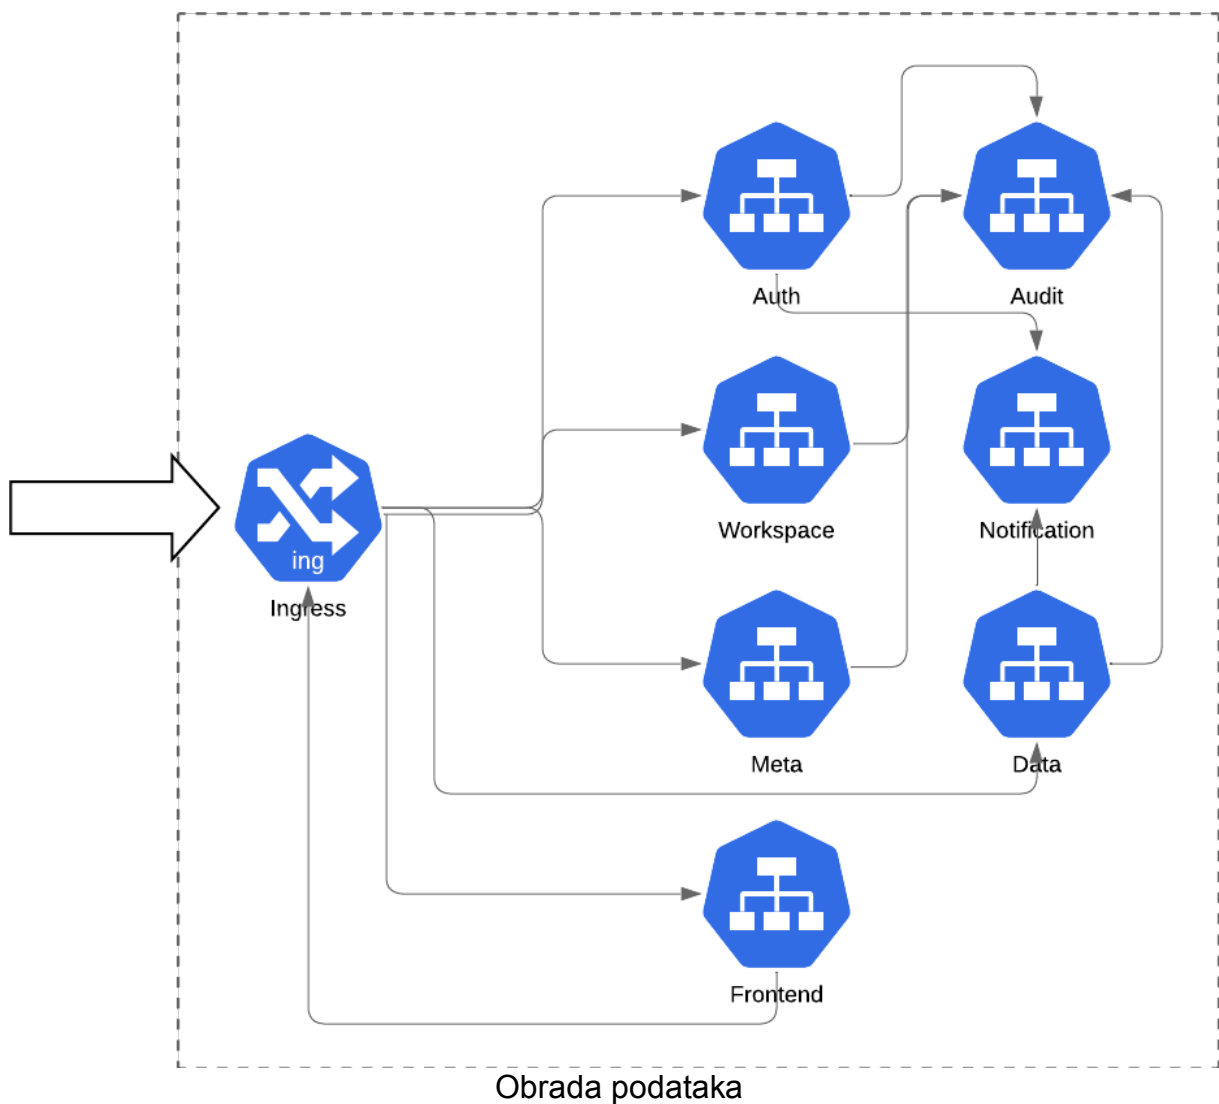 Auth
Audit
Workspace
Notification
ing
Ingress
Meta
Data
Frontend
Obrada podataka